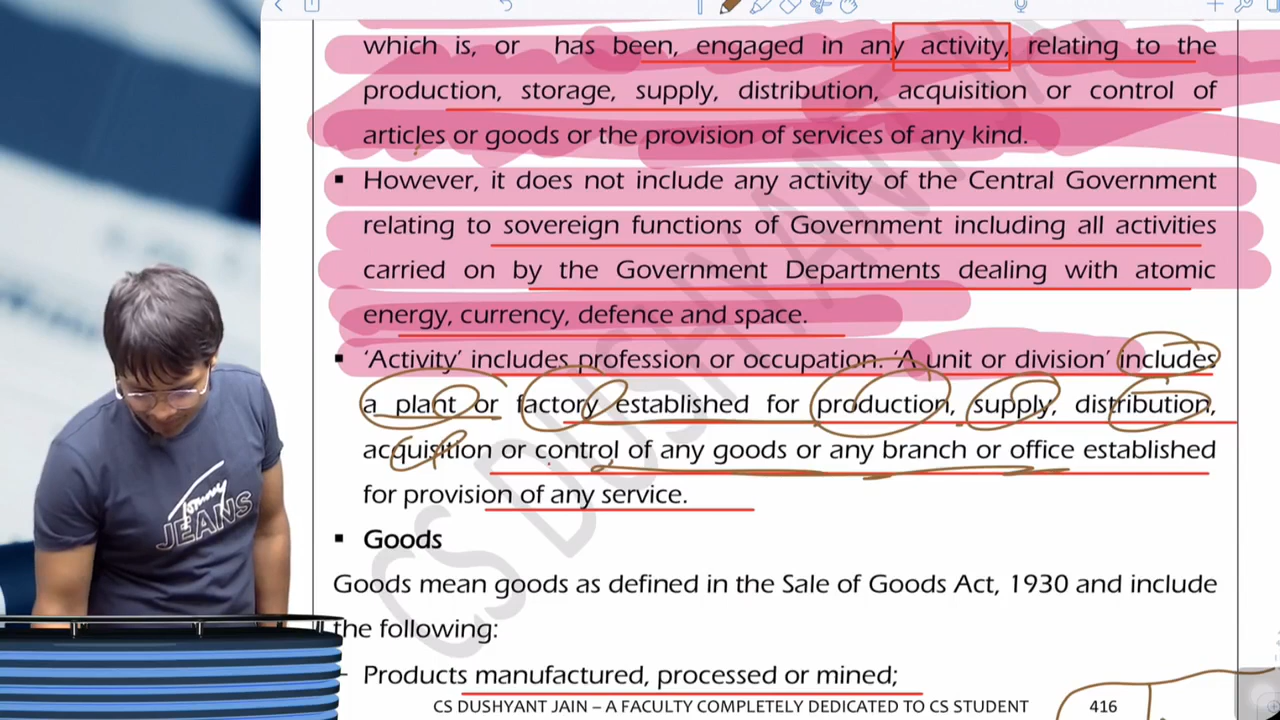 which is, or has been, engaged in any activity, relating to the
production, storage, supply, distribution, acquisition or control of
articles or goods or the provision of services of any kind.
▪ However, it does not include any activity of the Central Government
relating to sovereign functions of Government including all activities
carried on by the Government Departments dealing with atomic
energy, currency, defence and space.
▪ ‘Activity’ includes profession or occupation. ‘A unit or division’ includes
a plant or factory established for production, supply, distribution,
acquisition or control of any goods or any branch or office established
for provision of any service.
▪ Goods
Goods mean goods as defined in the Sale of Goods Act, 1930 and include
the following:
– Products manufactured, processed or mined;
CS DUSHYANT JAIN – A FACULTY COMPLETELY DEDICATED TO CS STUDENT 416
CS DUSHYANT
Tommy
JEANS